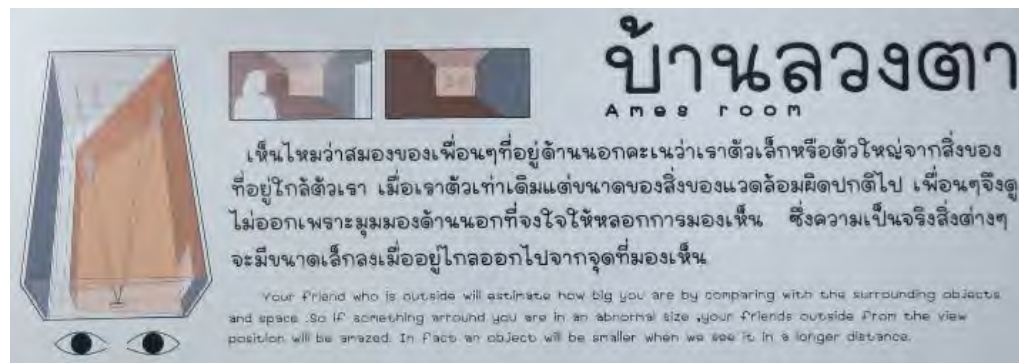 บ้านลวงตา
Ames room
เห็นไหมว่าสมองของเพื่อนๆที่อยู่ด้านนอกคะเนว่าเราตัวเล็กหรือตัวใหญ่จากสิ่งของ
ที่อยู่ใกล้ตัวเรา เมื่อเราตัวเท่าเดิมแต่ขนาดของสิ่งของแวดล้อมผิดปกติไป เพื่อนๆจึงดู
ไม่ออกเพราะมุมมองด้านนอกที่จงใจให้หลอกการมองเห็น ซึ่งความเป็นจริงสิ่งต่างๆ
จะมีขนาดเล็กลงเมื่ออยู่ไกลออกไปจากจุดที่มองเห็น
Your friend who is outside will estimate how big you are by comparing with the surrounding objects
and space .So if something arround you are in an abnormal size ,your friends outside from the view
position will be amazed. In fact an object will be smaller when we see it in a longer distance.